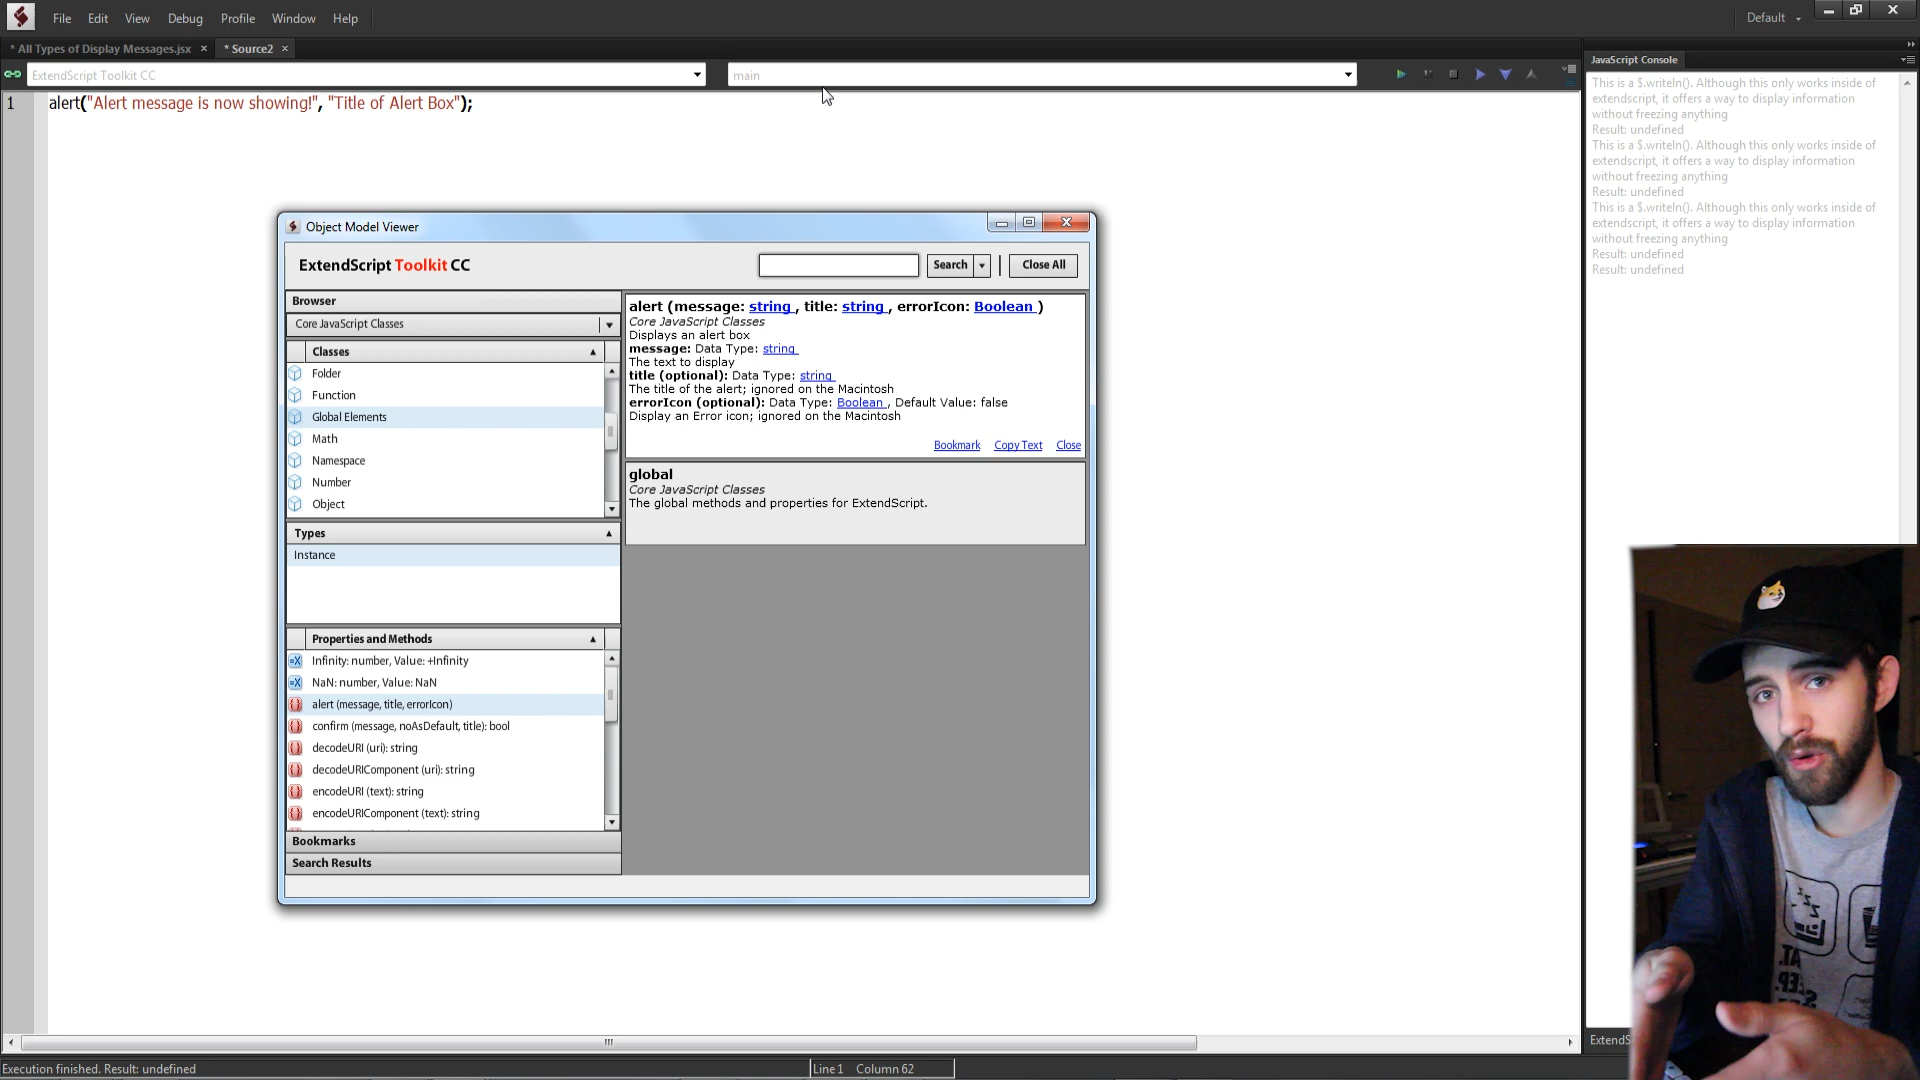 File Edit View Debug Profile Window Help
Default
* All Types of Display Messages.jsx
* Source2
ExtendScript Toolkit CC
main
1 alert("Alert message is now showing!", "Title of Alert Box");
Object Model Viewer
ExtendScript Toolkit CC
Search
Close All
Browser
Core JavaScript Classes
Classes
Folder
Function
Global Elements
Math
Namespace
Number
Object
Types
Instance
Properties and Methods
Infinity: number, Value: +Infinity
NaN: number, Value: NaN
alert (message, title, errorIcon)
confirm (message, noAsDefault, title): bool
decodeURI (uri): string
decodeURIComponent (uri): string
encodeURI (text): string
encodeURIComponent (text): string
Bookmarks
Search Results
alert (message: string , title: string , errorIcon: Boolean )
Core JavaScript Classes
Displays an alert box
message: Data Type: string
The text to display
title (optional): Data Type: string
The title of the alert; ignored on the Macintosh
errorIcon (optional): Data Type: Boolean , Default Value: false
Display an Error icon; ignored on the Macintosh
Bookmark Copy Text Close
global
Core JavaScript Classes
The global methods and properties for ExtendScript.
JavaScript Console
This is a $.writeln(). Although this only works inside of
extendscript, it offers a way to display information
without freezing anything
Result: undefined
This is a $.writeln(). Although this only works inside of
extendscript, it offers a way to display information
without freezing anything
Result: undefined
This is a $.writeln(). Although this only works inside of
extendscript, it offers a way to display information
without freezing anything
Result: undefined
Result: undefined
Execution finished. Result: undefined
Line 1 Column 62